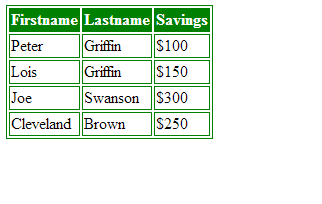 Firstname Lastname Savings
Peter Griffin $100
Lois Griffin $150
Joe Swanson $300
Cleveland Brown $250